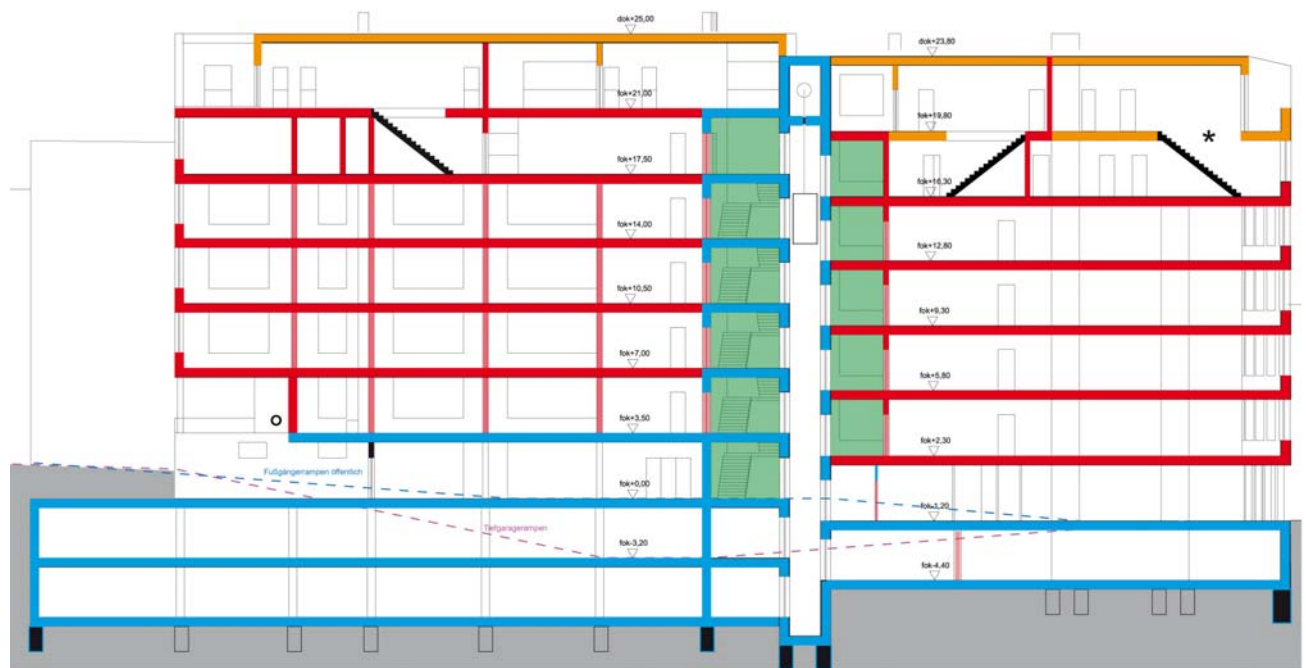 dok+25,00
dok+23,80
fok+21,00
fok+19,80
*
fok+17,50
fok+16,30
fok+14,00
fok+12,80
fok+10,50
fok+9,30
fok+7,00
fok+5,80
o
fok+3,50
fok+2,30
Fußgängerrampen öffentlich
fok+0,00
fok-1,20
Tiefgaragerampen
fok-3,20
fok-4,40